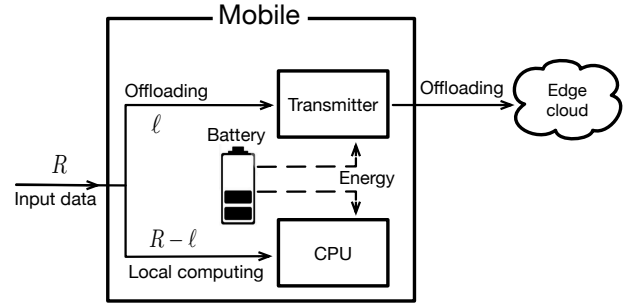 Mobile
Offloading
ℓ
Transmitter
Offloading
Edge
cloud
Battery
R
Input data
Energy
R − ℓ
Local computing
CPU